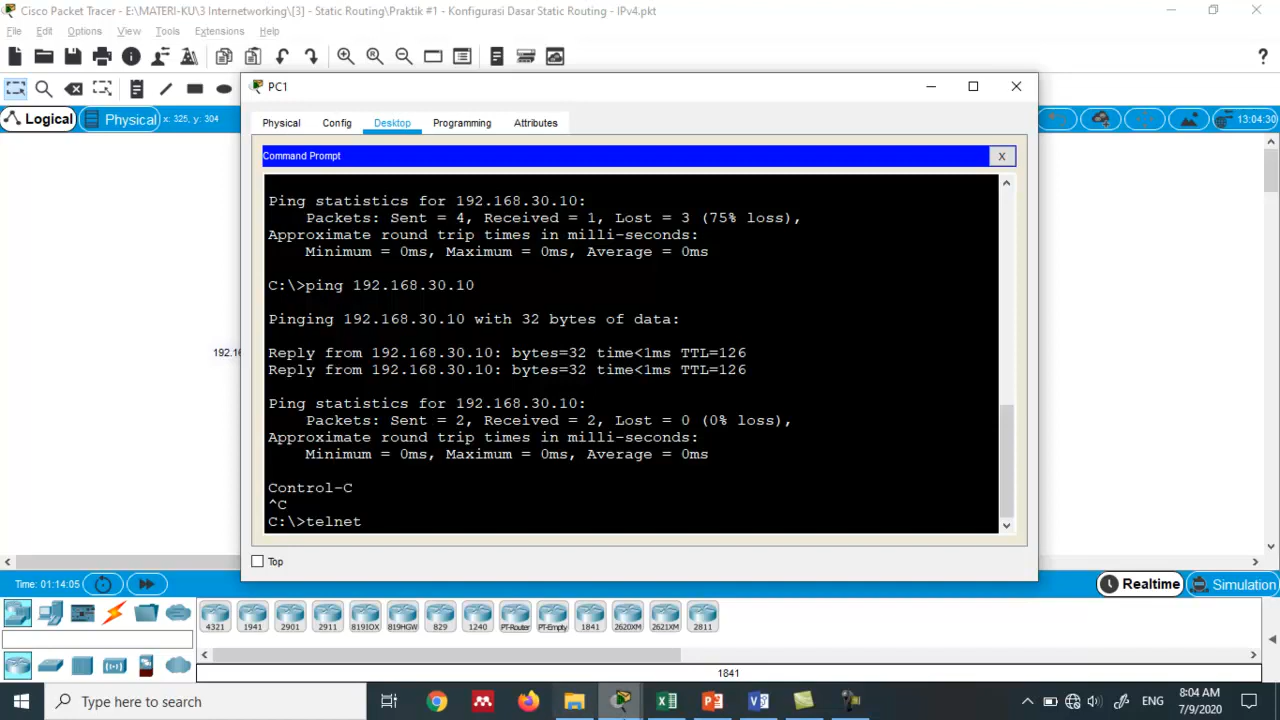 Cisco Packet Tracer - E:\MATERI-KU\3 Internetworking\[3] - Static Routing\Praktik #1 - Konfigurasi Dasar Static Routing - IPv4.pkt
File Edit Options View Tools Extensions Help
?
Logical Physical x: 325, y: 304
13:04:30
192.16
PC1
Physical Config Desktop Programming Attributes
Command Prompt
X
Ping statistics for 192.168.30.10:
Packets: Sent = 4, Received = 1, Lost = 3 (75% loss),
Approximate round trip times in milli-seconds:
Minimum = 0ms, Maximum = 0ms, Average = 0ms
C:\>ping 192.168.30.10
Pinging 192.168.30.10 with 32 bytes of data:
Reply from 192.168.30.10: bytes=32 time<1ms TTL=126
Reply from 192.168.30.10: bytes=32 time<1ms TTL=126
Ping statistics for 192.168.30.10:
Packets: Sent = 2, Received = 2, Lost = 0 (0% loss),
Approximate round trip times in milli-seconds:
Minimum = 0ms, Maximum = 0ms, Average = 0ms
Control-C
^C
C:\>telnet
Top
Time: 01:14:05
Realtime Simulation
4321 1941 2901 2911 819IOX 819HGW 829 1240 PT-Router PT-Empty 1841 2620XM 2621XM 2811
1841
Type here to search
ENG
8:04 AM
7/9/2020